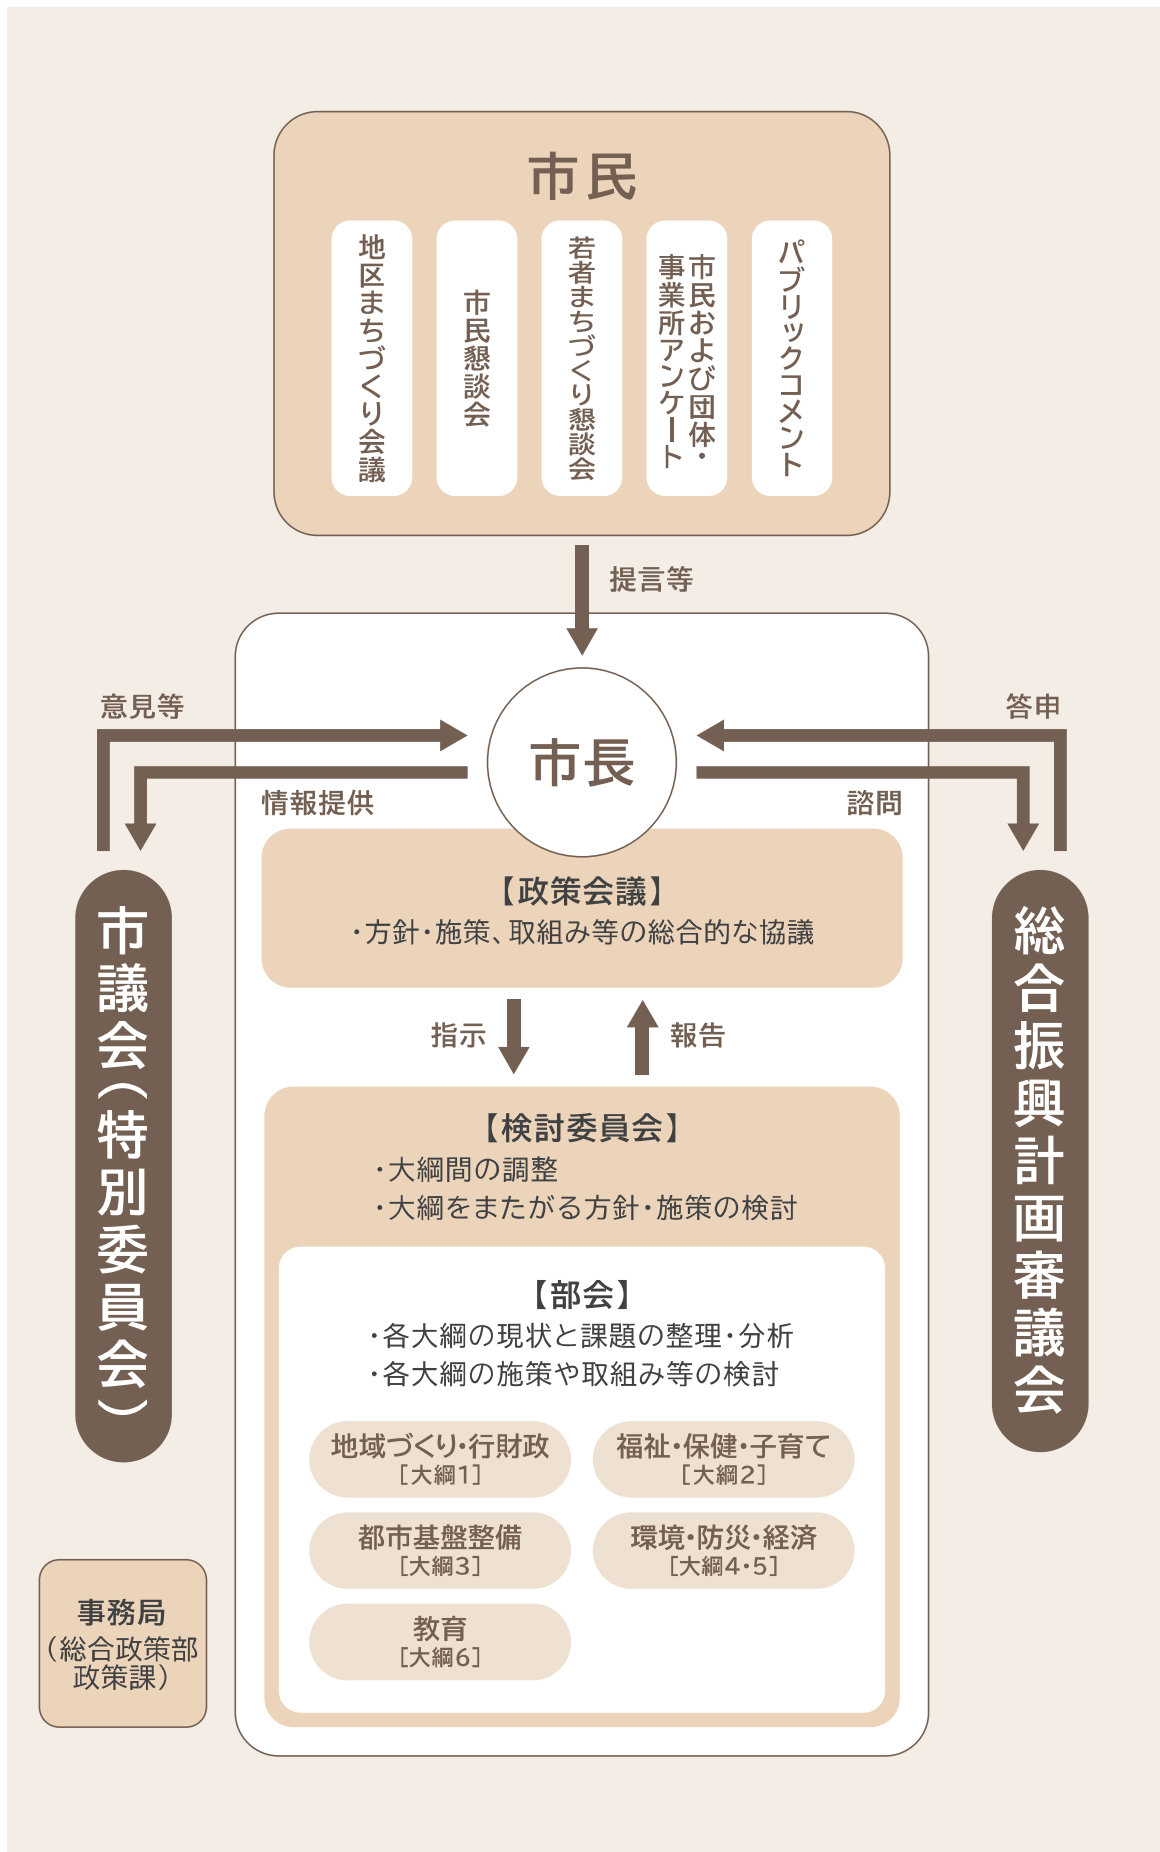 市民
地区まちづくり会議
市民懇談会
若者まちづくり懇談会
市民および団体・
事業所アンケート
パブリックコメント
提言等
意見等
答申
市長
情報提供
諮問
【政策会議】
・方針・施策、取組み等の総合的な協議
市議会（特別委員会）
総合振興計画審議会
指示
報告
【検討委員会】
・大綱間の調整
・大綱をまたがる方針・施策の検討
【部会】
・各大綱の現状と課題の整理・分析
・各大綱の施策や取組み等の検討
地域づくり・行財政
［大綱1］
福祉・保健・子育て
［大綱2］
都市基盤整備
［大綱3］
環境・防災・経済
［大綱4・5］
教育
［大綱6］
事務局
（総合政策部
政策課）